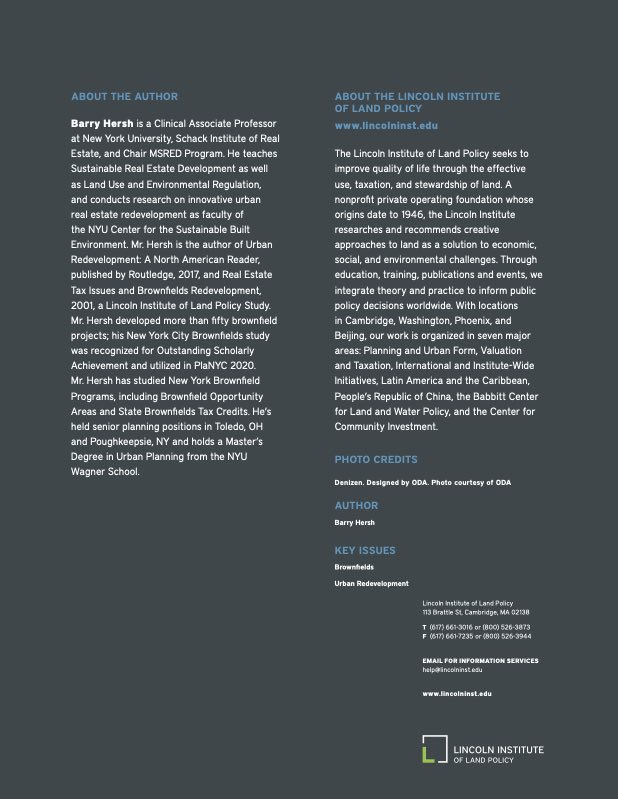 ABOUT THE AUTHOR
Barry Hersh is a Clinical Associate Professor
at New York University, Schack Institute of Real
Estate, and Chair MSRED Program. He teaches
Sustainable Real Estate Development as well
as Land Use and Environmental Regulation,
and conducts research on innovative urban
real estate redevelopment as faculty of
the NYU Center for the Sustainable Built
Environment. Mr. Hersh is the author of Urban
Redevelopment: A North American Reader,
published by Routledge, 2017, and Real Estate
Tax Issues and Brownfields Redevelopment,
2001, a Lincoln Institute of Land Policy Study.
Mr. Hersh developed more than fifty brownfield
projects; his New York City Brownfields study
was recognized for Outstanding Scholarly
Achievement and utilized in PlaNYC 2020.
Mr. Hersh has studied New York Brownfield
Programs, including Brownfield Opportunity
Areas and State Brownfields Tax Credits. He's
held senior planning positions in Toledo, OH
and Poughkeepsie, NY and holds a Master's
Degree in Urban Planning from the NYU
Wagner School.
ABOUT THE LINCOLN INSTITUTE
OF LAND POLICY
www.lincolninst.edu
The Lincoln Institute of Land Policy seeks to
improve quality of life through the effective
use, taxation, and stewardship of land. A
nonprofit private operating foundation whose
origins date to 1946, the Lincoln Institute
researches and recommends creative
approaches to land as a solution to economic,
social, and environmental challenges. Through
education, training, publications and events, we
integrate theory and practice to inform public
policy decisions worldwide. With locations
in Cambridge, Washington, Phoenix, and
Beijing, our work is organized in seven major
areas: Planning and Urban Form, Valuation
and Taxation, International and Institute-Wide
Initiatives, Latin America and the Caribbean,
People's Republic of China, the Babbitt Center
for Land and Water Policy, and the Center for
Community Investment.
PHOTO CREDITS
Denizen. Designed by ODA. Photo courtesy of ODA
AUTHOR
Barry Hersh
KEY ISSUES
Brownfields
Urban Redevelopment
Lincoln Institute of Land Policy
113 Brattle St, Cambridge, MA 02138
T (617) 661-3016 or (800) 526-3873
F (617) 661-7235 or (800) 526-3944
EMAIL FOR INFORMATION SERVICES
help@lincolninst.edu
www.lincolninst.edu
LINCOLN INSTITUTE
OF LAND POLICY